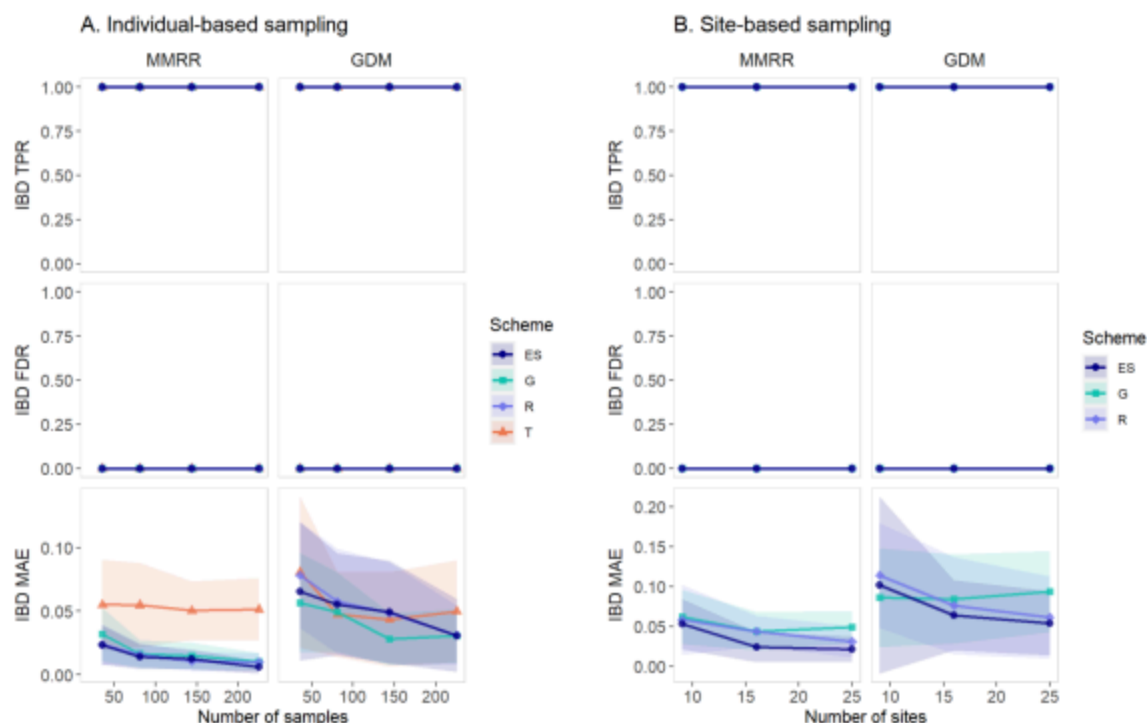 A. Individual-based sampling
MMRR GDM
IBD TPR
1.00
0.75
0.50
0.25
0.00
IBD FDR
1.00
0.75
0.50
0.25
0.00
IBD MAE
0.10
0.05
0.00
50 100 150 200 50 100 150 200
Number of samples
Scheme
ES
G
R
T
B. Site-based sampling
MMRR GDM
IBD TPR
1.00
0.75
0.50
0.25
0.00
IBD FDR
1.00
0.75
0.50
0.25
0.00
IBD MAE
0.20
0.15
0.10
0.05
0.00
10 15 20 25 10 15 20 25
Number of sites
Scheme
ES
G
R